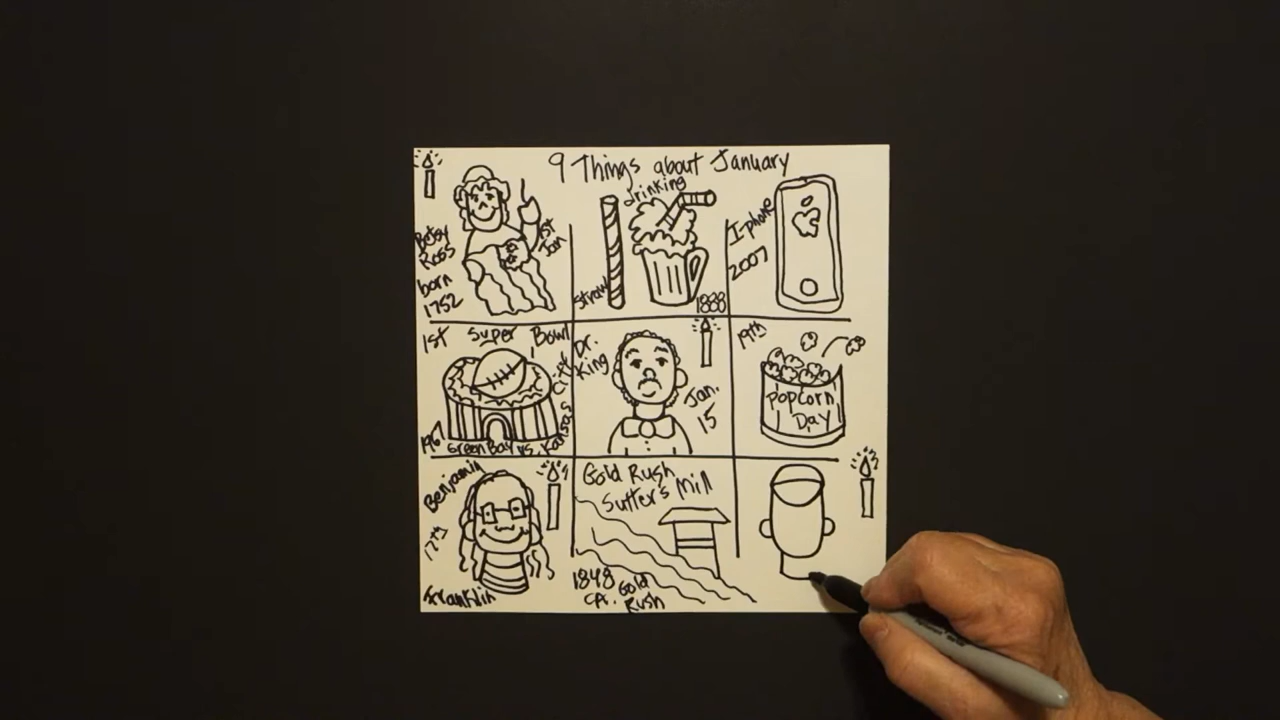 9 Things about January
Betsy
Ross
born
1752
1st
Jan
drinking
Straw
1888
I-phone
2007
1st Super Bowl
196
Green Bay vs. Kansas City
Dr.
King
Jan.
15
19th
Popcorn
Day
Benjamin
17th
Franklin
Gold Rush
Sutter's Mill
1848
CA.
Gold
Rush